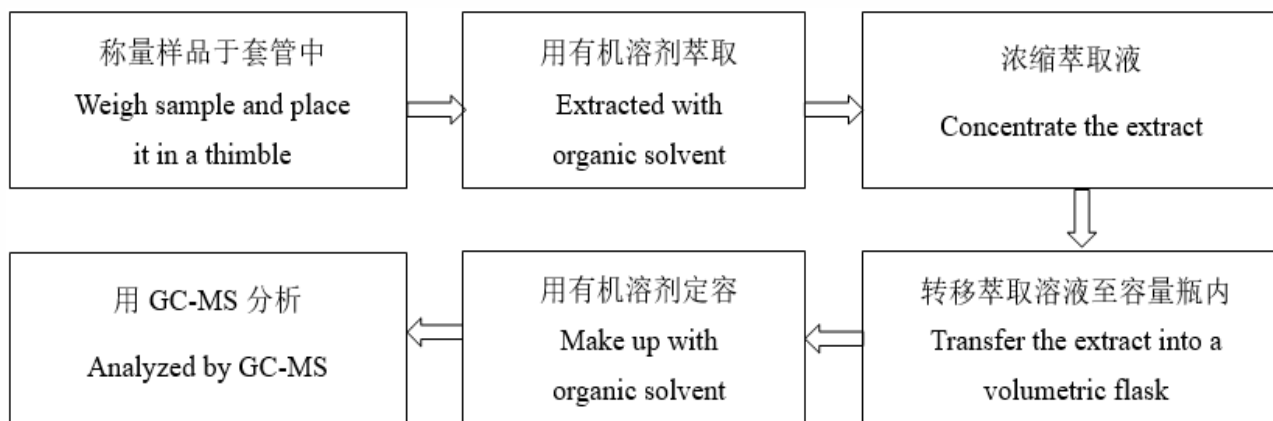 称量样品于套管中
Weigh sample and place
it in a thimble
用有机溶剂萃取
Extracted with
organic solvent
浓缩萃取液
Concentrate the extract
转移萃取溶液至容量瓶内
Transfer the extract into a
volumetric flask
用有机溶剂定容
Make up with
organic solvent
用 GC-MS 分析
Analyzed by GC-MS